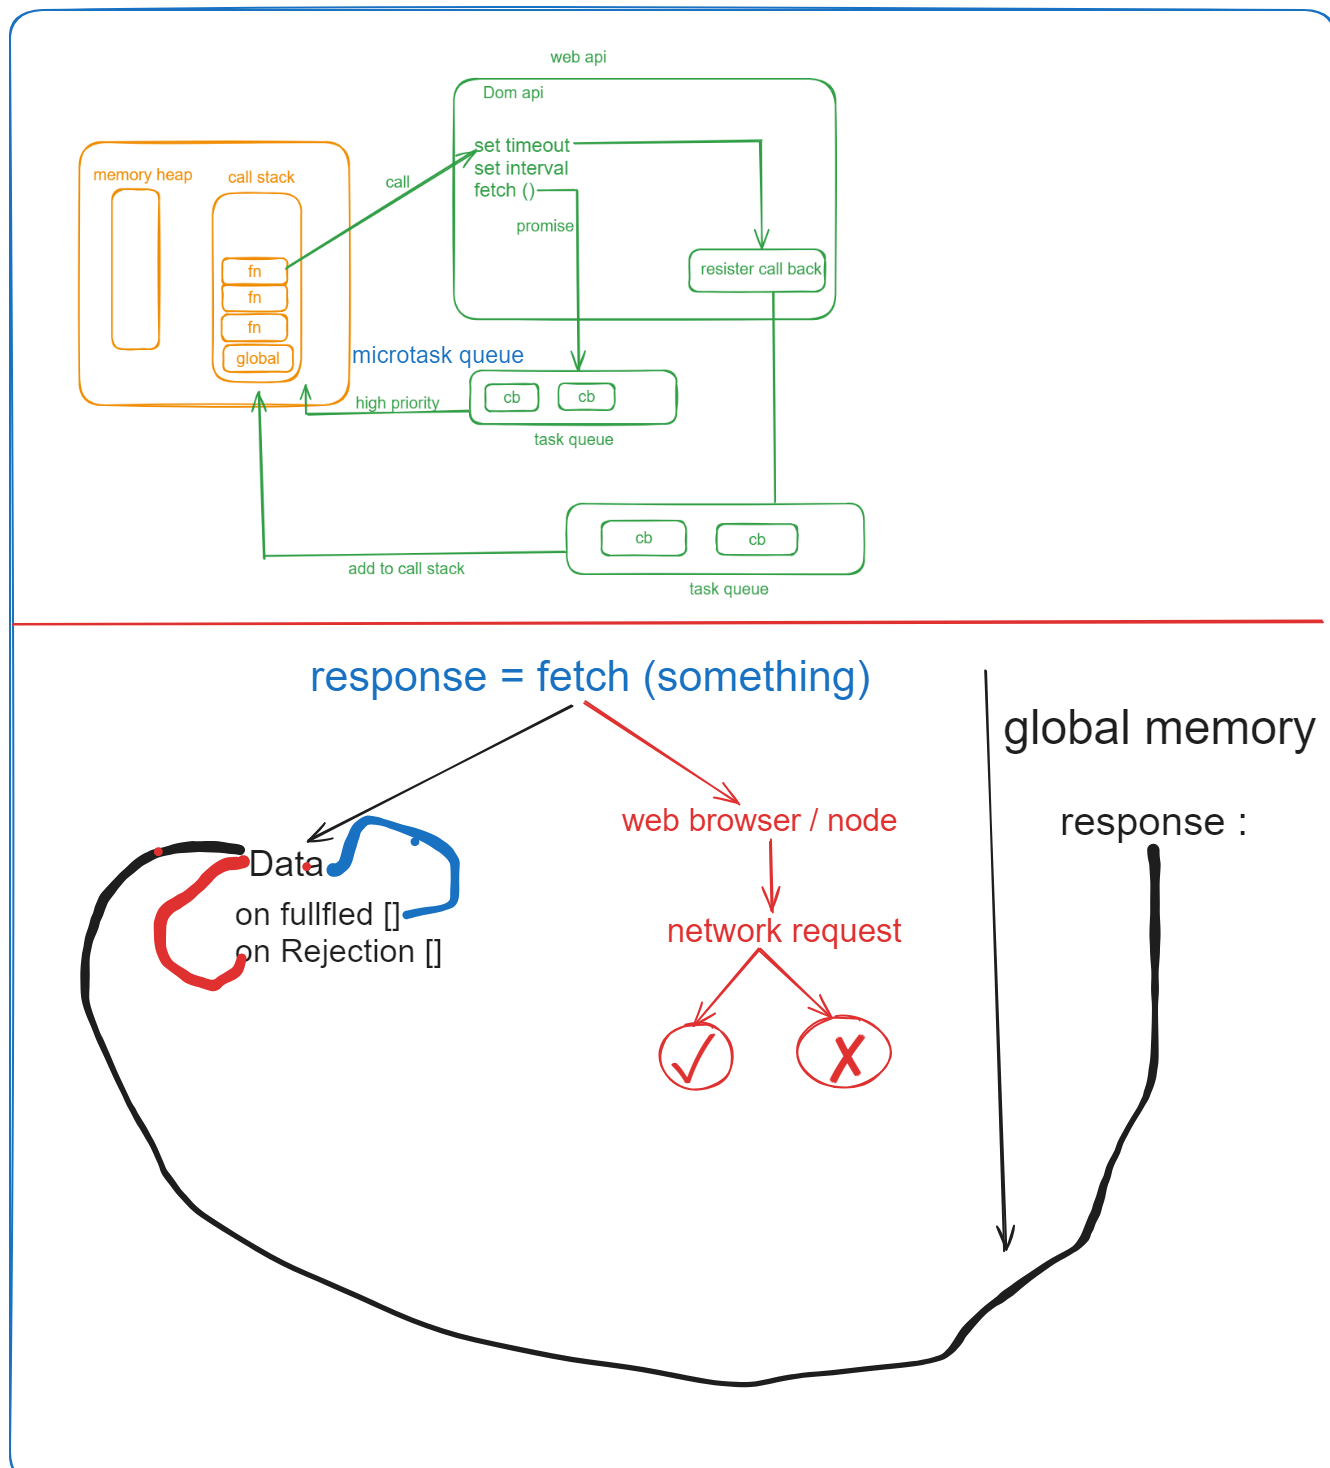 web api
Dom api
set timeout
set interval
fetch ()
promise
resister call back
call
memory heap
call stack
fn
fn
fn
global
microtask queue
high priority
cb
cb
task queue
cb
cb
add to call stack
task queue
response = fetch (something)
global memory
response :
web browser / node
Data
on fullfled []
on Rejection []
network request